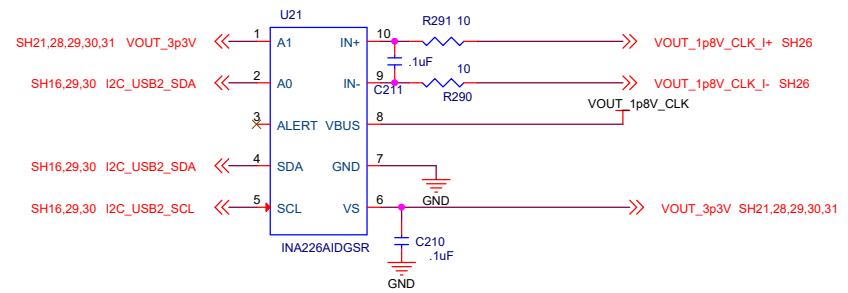 U21
R291 10
SH21,28,29,30,31 VOUT_3p3V 1 A1 IN+ 10 VOUT_1p8V_CLK_I+ SH26
.1uF
C211
10
SH16,29,30 I2C_USB2_SDA 2 A0 IN- 9 VOUT_1p8V_CLK_I- SH26
R290
VOUT_1p8V_CLK
3 ALERT VBUS 8
SH16,29,30 I2C_USB2_SDA 4 SDA GND 7
GND
SH16,29,30 I2C_USB2_SCL 5 SCL VS 6 VOUT_3p3V SH21,28,29,30,31
INA226AIDGSR
C210
.1uF
GND